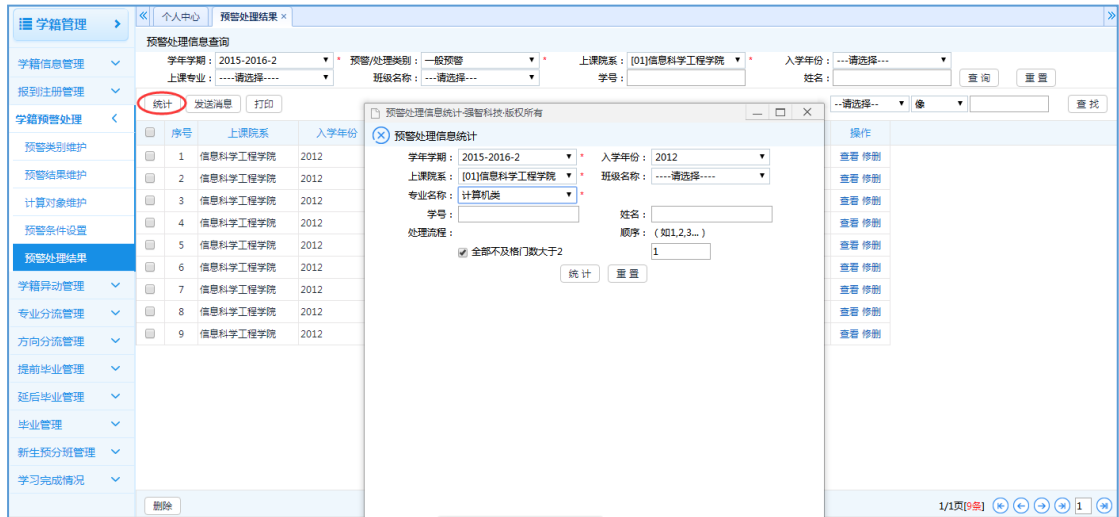 学籍管理
学籍信息管理
报到注册管理
学籍预警处理
预警类别维护
预警结果维护
计算对象维护
预警条件设置
预警处理结果
学籍异动管理
专业分流管理
方向分流管理
提前毕业管理
延后毕业管理
毕业管理
新生预分班管理
学习完成情况
个人中心 预警处理结果 ×
预警处理信息查询
学年学期: 2015-2016-2 * 预警/处理类别: 一般预警 * 上课院系: [01]信息科学工程学院 * 入学年份: ---请选择---
上课专业: ----请选择---- 班级名称: ---请选择--- 学号: 姓名: 查 询 重 置
统计 发送消息 打印 --请选择-- 像 查 找
序号 上课院系 入学年份 操作
1 信息科学工程学院 2012 查看 修删
2 信息科学工程学院 2012 查看 修删
3 信息科学工程学院 2012 查看 修删
4 信息科学工程学院 2012 查看 修删
5 信息科学工程学院 2012 查看 修删
6 信息科学工程学院 2012 查看 修删
7 信息科学工程学院 2012 查看 修删
8 信息科学工程学院 2012 查看 修删
9 信息科学工程学院 2012 查看 修删
预警处理信息统计-强智科技-版权所有
预警处理信息统计
学年学期: 2015-2016-2 * 入学年份: 2012
上课院系: [01]信息科学工程学院 * 班级名称: ----请选择----
专业名称: 计算机类 *
学号: 姓名:
处理流程: 顺序: (如1,2,3...)
全部不及格门数大于2 1
统 计 重 置
删除 1/1页[9条] 1